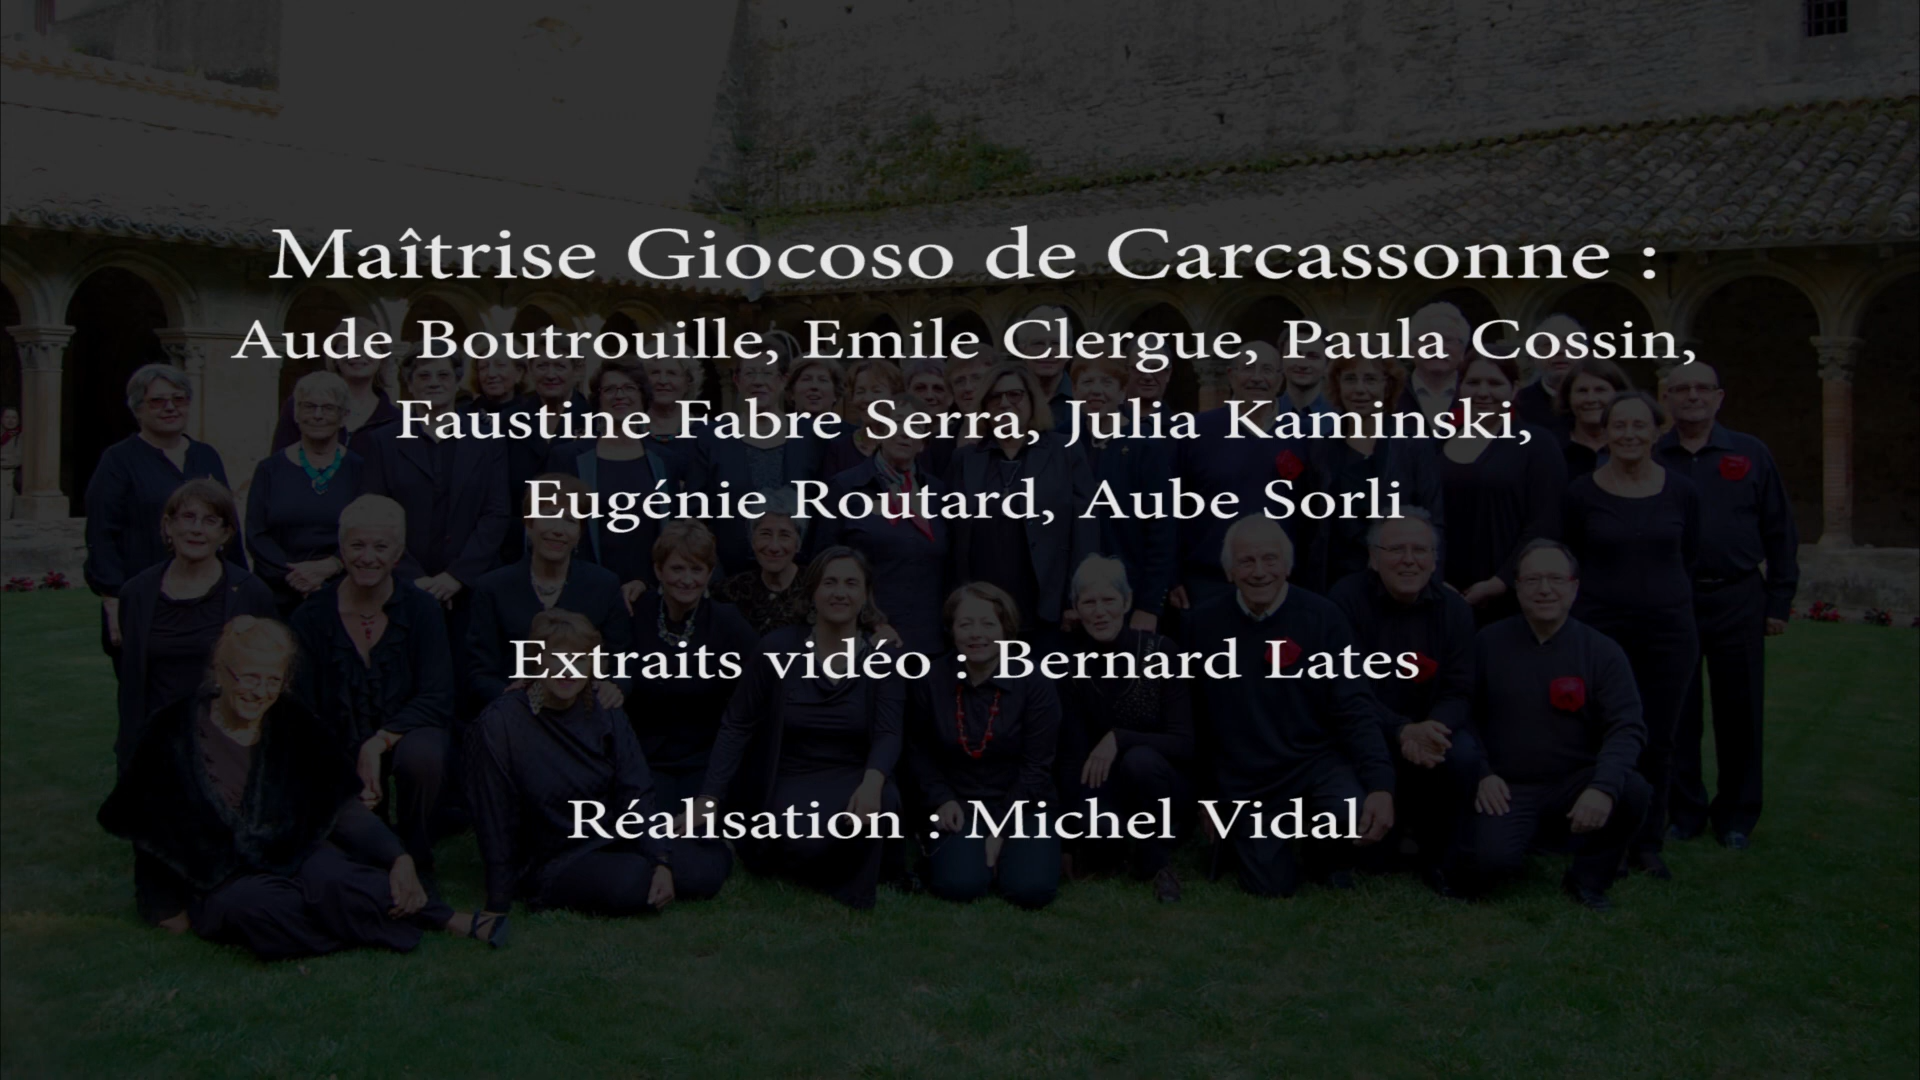 Maîtrise Giocoso de Carcassonne :
Aude Boutrouille, Emile Clergue, Paula Cossin,
Faustine Fabre Serra, Julia Kaminski,
Eugénie Routard, Aube Sorli
Extraits vidéo : Bernard Lates
Réalisation : Michel Vidal